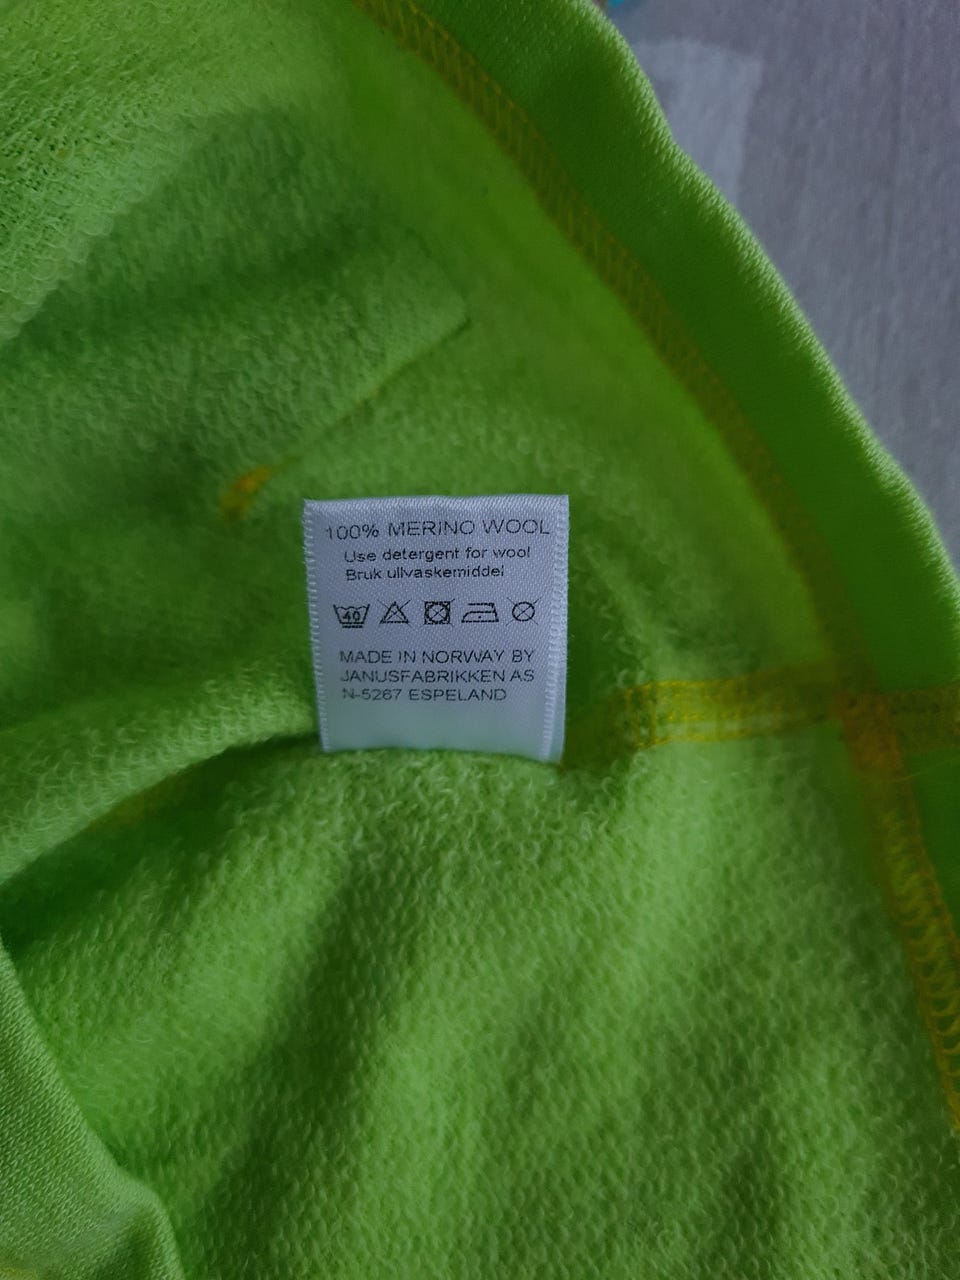 100% MERINO WOOL
Use detergent for wool
Bruk ullvaskemiddel
40
MADE IN NORWAY BY
JANUSFABRIKKEN AS
N-5267 ESPELAND